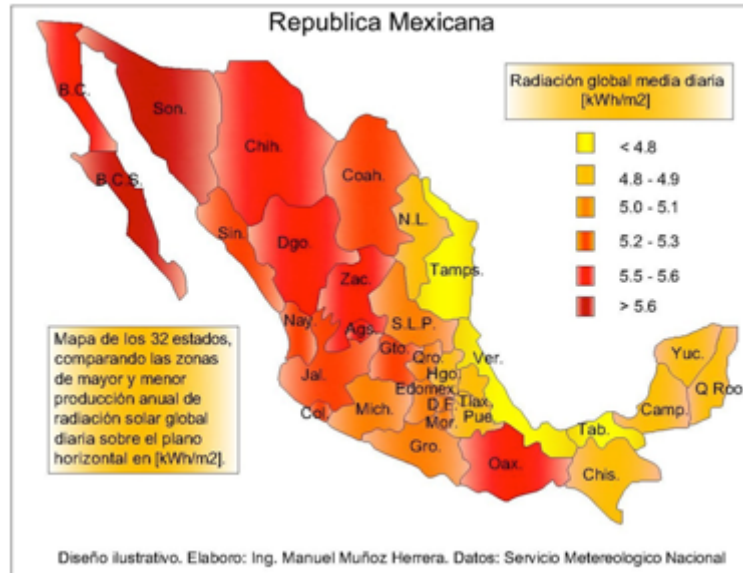 Republica Mexicana
Radiación global media diaria
[kWh/m2]
< 4.8
4.8 - 4.9
5.0 - 5.1
5.2 - 5.3
5.5 - 5.6
> 5.6
B.C.
Son.
Chih.
B.C.S.
Coah.
Sin.
Dgo.
N.L.
Tamps.
Zac.
Nay.
Ags.
S.L.P.
Gto.
Qro.
Ver.
Hgo.
Jal.
Edomex.
Tlax.
D.F.
Col.
Mich.
Pue.
Mor.
Gro.
Oax.
Tab.
Chis.
Yuc.
Q Roo
Camp.
Mapa de los 32 estados,
comparando las zonas
de mayor y menor
producción anual de
radiación solar global
diaria sobre el plano
horizontal en [kWh/m2].
Diseño ilustrativo. Elaboro: Ing. Manuel Muñoz Herrera. Datos: Servicio Metereologico Nacional